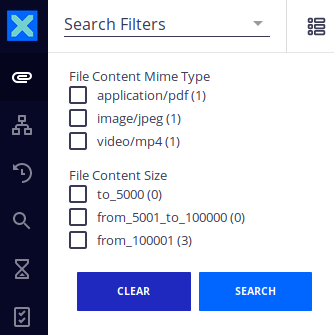 Search Filters
File Content Mime Type
application/pdf (1)
image/jpeg (1)
video/mp4 (1)
File Content Size
to_5000 (0)
from_5001_to_100000 (0)
from_100001 (3)
CLEAR
SEARCH